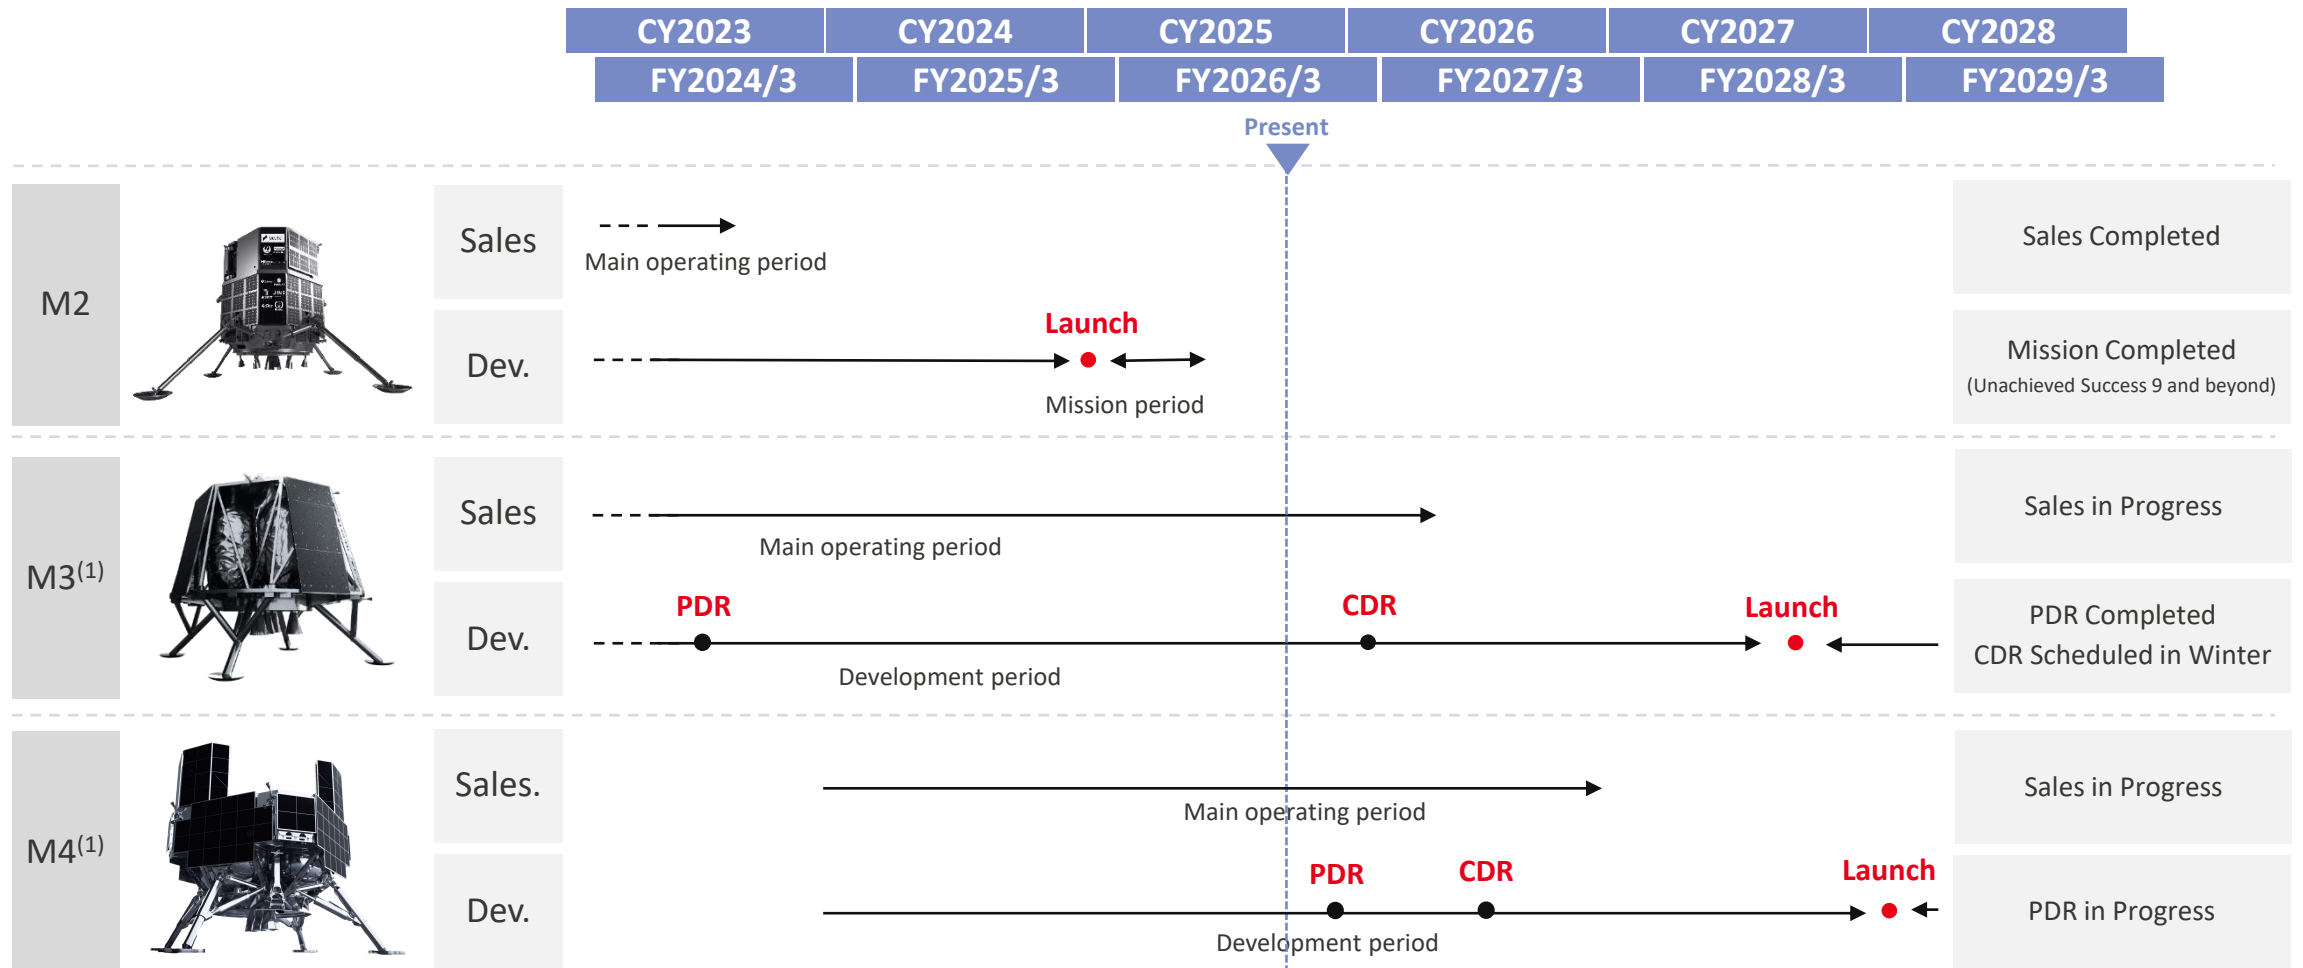 CY2023 CY2024 CY2025 CY2026 CY2027 CY2028
FY2024/3 FY2025/3 FY2026/3 FY2027/3 FY2028/3 FY2029/3
Present
M2
Sales
Main operating period
Sales Completed
Dev.
Launch
Mission period
Mission Completed
(Unachieved Success 9 and beyond)
M3(1)
Sales
Main operating period
Sales in Progress
Dev.
PDR
CDR
Launch
Development period
PDR Completed
CDR Scheduled in Winter
M4(1)
Sales.
Main operating period
Sales in Progress
Dev.
PDR
CDR
Launch
Development period
PDR in Progress